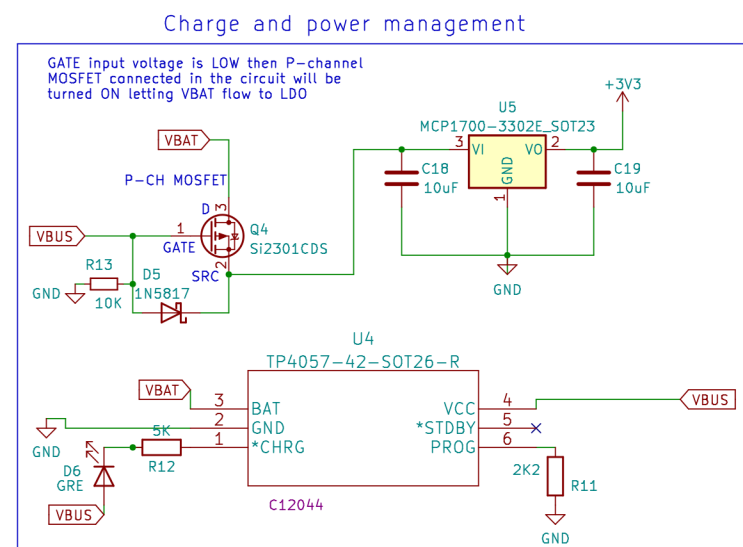 Charge and power management
GATE input voltage is LOW then P-channel
MOSFET connected in the circuit will be
turned ON letting VBAT flow to LDO
+3V3
U5
MCP1700-3302E_SOT23
VBAT
3 VI VO 2
GND
1
C18
10uF
C19
10uF
P-CH MOSFET
D 3
Q4
Si2301CDS
VBUS
1
GATE
2
SRC
R13
10K
GND
D5
1N5817
GND
U4
TP4057-42-SOT26-R
VBAT
3 BAT
VCC 4
VBUS
2 GND
*STDBY 5
GND
5K
1 *CHRG
PROG 6
R12
D6
GRE
2K2
R11
VBUS
C12044
GND